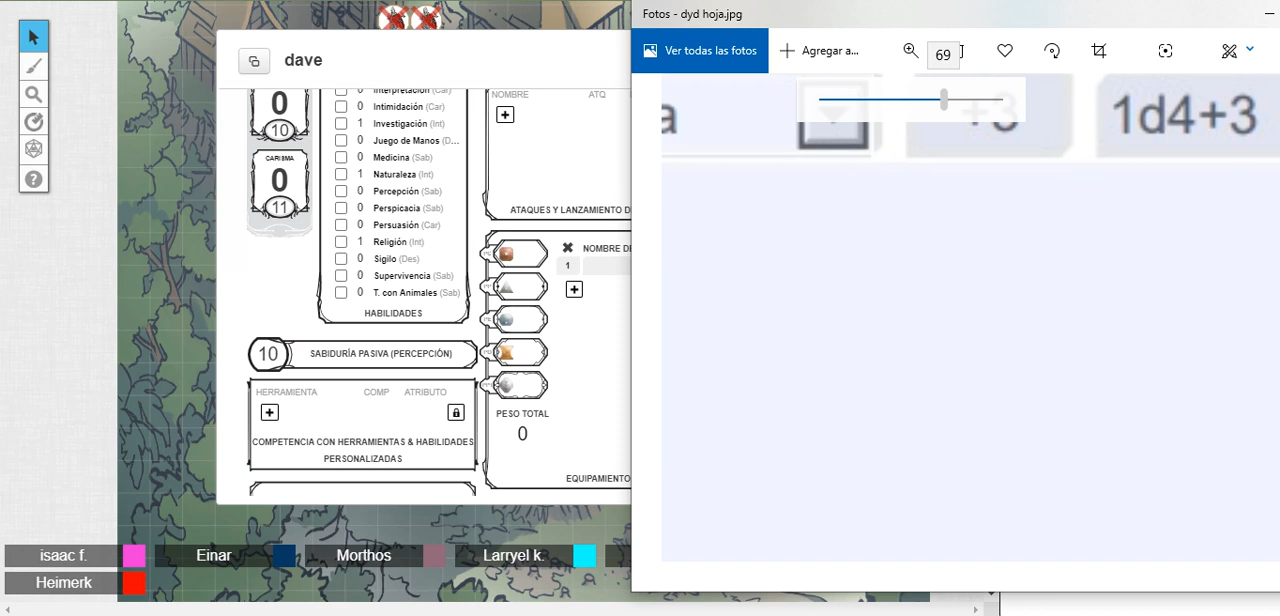 Fotos - dyd hoja.jpg
Ver todas las fotos
Agregar a...
69
a
+3
1d4+3
dave
0
10
CARISMA
0
11
Interpretación (Car)
0 Intimidación (Car)
1 Investigación (Int)
0 Juego de Manos (D...
0 Medicina (Sab)
1 Naturaleza (Int)
0 Percepción (Sab)
0 Perspicacia (Sab)
0 Persuasión (Car)
1 Religión (Int)
0 Sigilo (Des)
0 Supervivencia (Sab)
0 T. con Animales (Sab)
HABILIDADES
10 SABIDURÍA PASIVA (PERCEPCIÓN)
HERRAMIENTA COMP ATRIBUTO
COMPETENCIA CON HERRAMIENTAS & HABILIDADES
PERSONALIZADAS
NOMBRE ATQ
ATAQUES Y LANZAMIENTO D
NOMBRE DE
1
PESO TOTAL
0
EQUIPAMIENTO
isaac f.
Einar
Morthos
Larryel k.
Heimerk